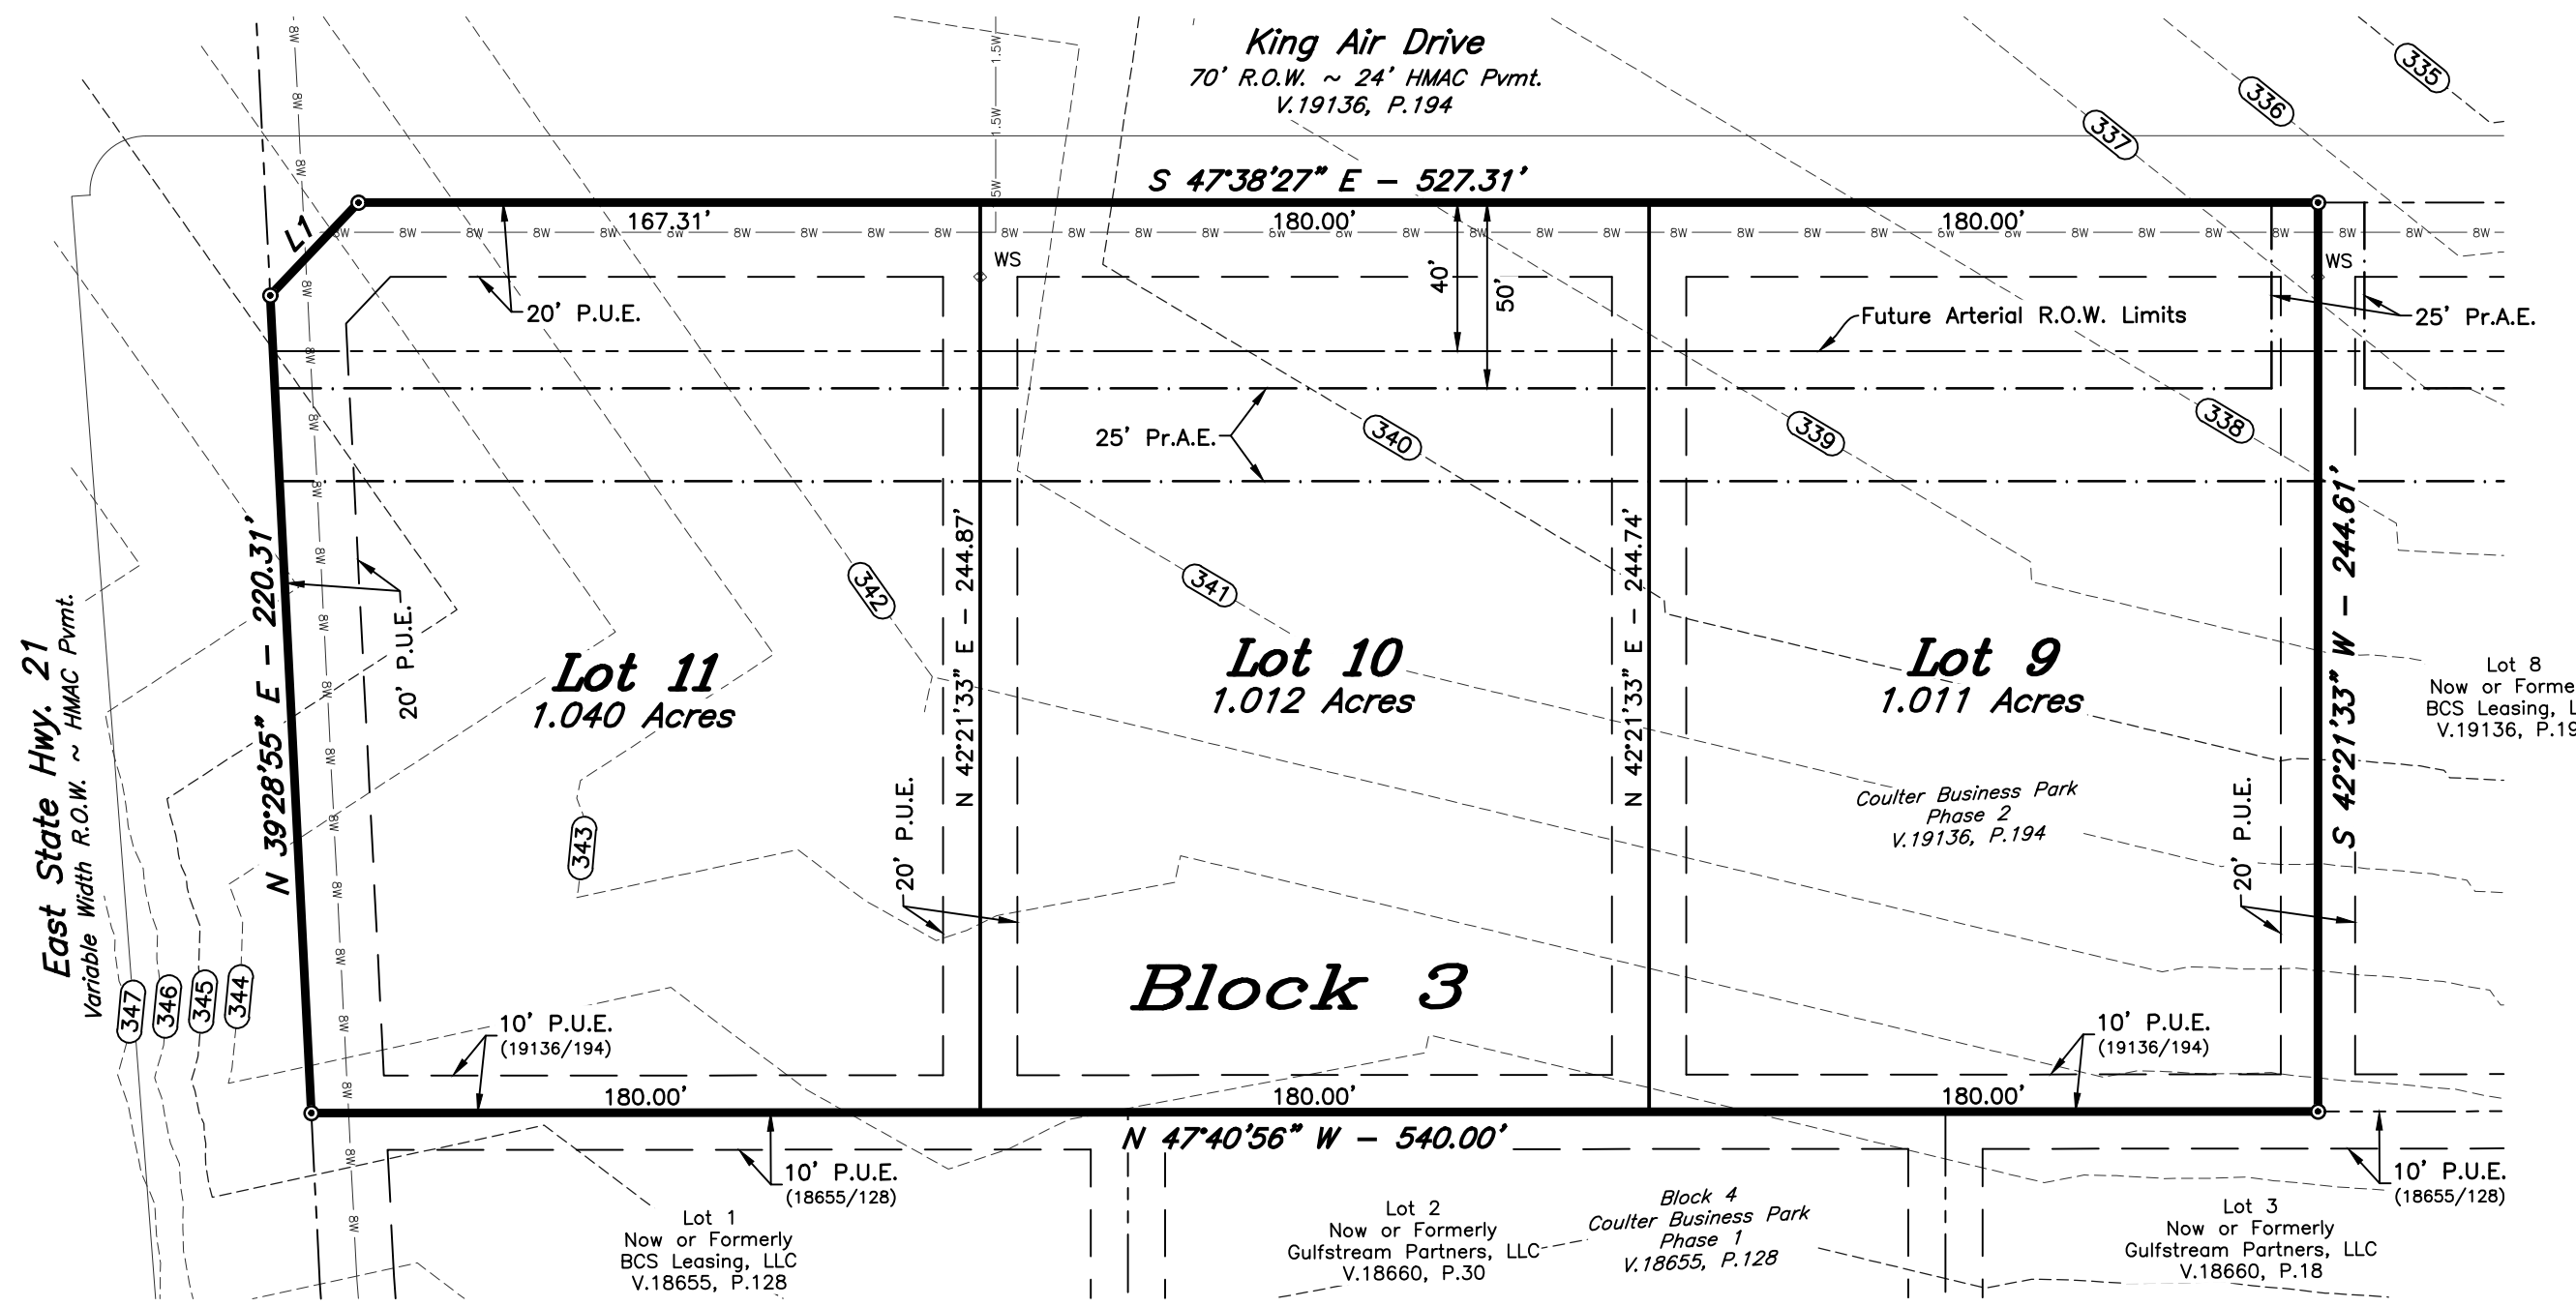 King Air Drive
70' R.O.W. ~ 24' HMAC Pvmt.
V.19136, P.194
335
336
337
S 47°38'27" E – 527.31'
L1
167.31'
180.00'
180.00'
WS
WS
20' P.U.E.
40'
50'
Future Arterial R.O.W. Limits
25' Pr.A.E.
25' Pr.A.E.
340
339
338
342
341
East State Hwy. 21
Variable Width R.O.W. ~ HMAC Pvmt.
N 39°28'55" E – 220.31'
20' P.U.E.
Lot 11
1.040 Acres
N 42°21'33" E – 244.87'
Lot 10
1.012 Acres
N 42°21'33" E – 244.74'
Lot 9
1.011 Acres
S 42°21'33" W – 244.61'
Lot 8
Now or Forme
BCS Leasing, L
V.19136, P.19
343
20' P.U.E.
Coulter Business Park
Phase 2
V.19136, P.194
20' P.U.E.
Block 3
347
346
345
344
10' P.U.E.
(19136/194)
10' P.U.E.
(19136/194)
180.00'
180.00'
180.00'
N 47°40'56" W – 540.00'
10' P.U.E.
(18655/128)
10' P.U.E.
(18655/128)
Lot 1
Now or Formerly
BCS Leasing, LLC
V.18655, P.128
Lot 2
Now or Formerly
Gulfstream Partners, LLC
V.18660, P.30
Block 4
Coulter Business Park
Phase 1
V.18655, P.128
Lot 3
Now or Formerly
Gulfstream Partners, LLC
V.18660, P.18